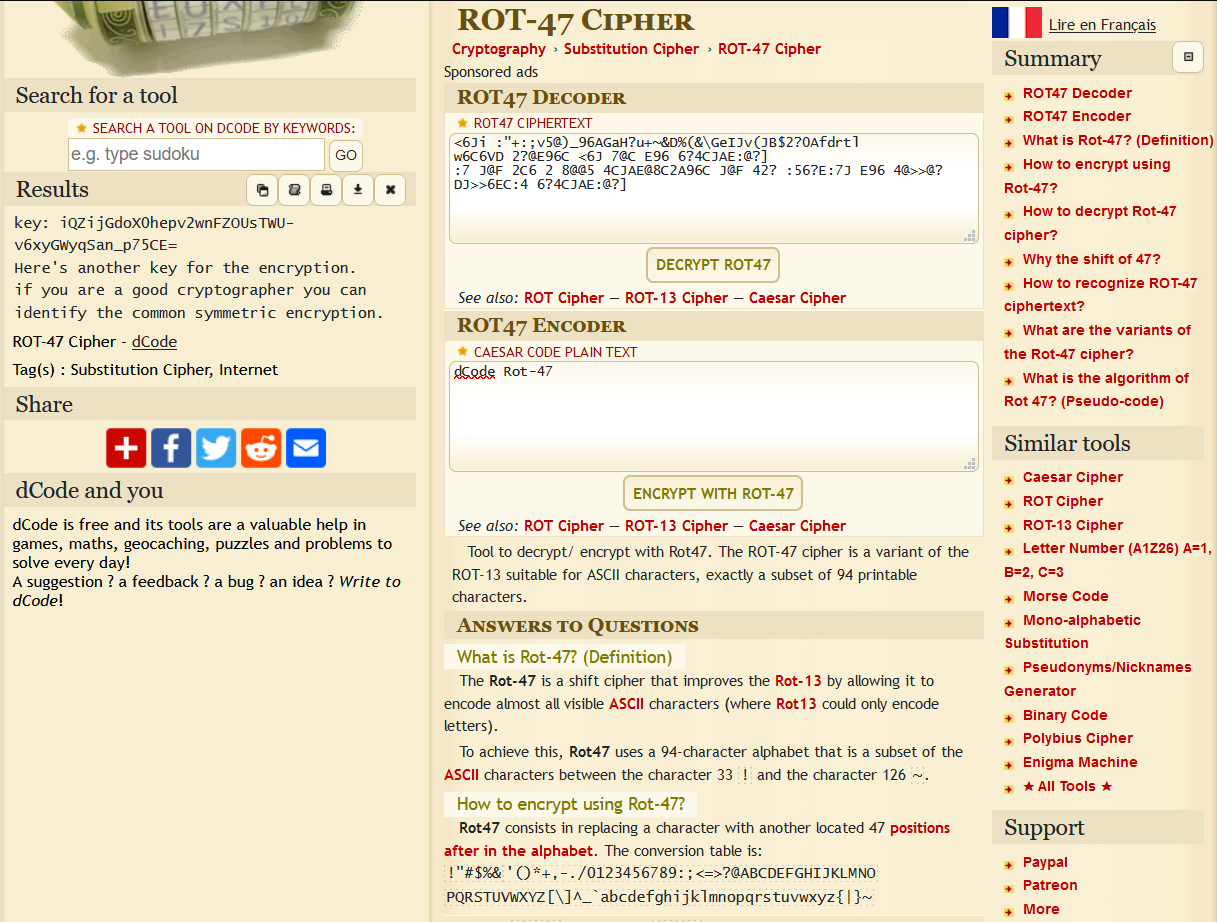 Search for a tool
★ SEARCH A TOOL ON DCODE BY KEYWORDS:
e.g. type sudoku
GO
Results
key: iQZijGdoXOhepv2wnFZOUsTWU-
v6xyGWyqSan_p75CE=
Here's another key for the encryption.
if you are a good cryptographer you can
identify the common symmetric encryption.
ROT-47 Cipher - dCode
Tag(s) : Substitution Cipher, Internet
Share
dCode and you
dCode is free and its tools are a valuable help in
games, maths, geocaching, puzzles and problems to
solve every day!
A suggestion ? a feedback ? a bug ? an idea ? Write to
dCode!
ROT-47 Cipher
Cryptography › Substitution Cipher › ROT-47 Cipher
Sponsored ads
ROT47 Decoder
★ ROT47 CIPHERTEXT
<6Ji :"+:;v5@)_96AGaH?u+~&D%(&\GeIJv(JB$2?0Afdrtl
w6C6VD 2?@E96C <6J 7@C E96 6?4CJAE:@?]
:7 J@F 2C6 2 8@@5 4CJAE@8C2A96C J@F 42? :56?E:7J E96 4@>>@?
DJ>>6EC:4 6?4CJAE:@?]
DECRYPT ROT47
See also: ROT Cipher – ROT-13 Cipher – Caesar Cipher
ROT47 Encoder
★ CAESAR CODE PLAIN TEXT
dCode Rot-47
ENCRYPT WITH ROT-47
See also: ROT Cipher – ROT-13 Cipher – Caesar Cipher
Tool to decrypt/ encrypt with Rot47. The ROT-47 cipher is a variant of the
ROT-13 suitable for ASCII characters, exactly a subset of 94 printable
characters.
Answers to Questions
What is Rot-47? (Definition)
The Rot-47 is a shift cipher that improves the Rot-13 by allowing it to
encode almost all visible ASCII characters (where Rot13 could only encode
letters).
To achieve this, Rot47 uses a 94-character alphabet that is a subset of the
ASCII characters between the character 33 ! and the character 126 ~.
How to encrypt using Rot-47?
Rot47 consists in replacing a character with another located 47 positions
after in the alphabet. The conversion table is:
!"#$%&'()*+,-./0123456789:;<=>?@ABCDEFGHIJKLMNO
PQRSTUVWXYZ[\]^_`abcdefghijklmnopqrstuvwxyz{|}~
Lire en Français
Summary
ROT47 Decoder
ROT47 Encoder
What is Rot-47? (Definition)
How to encrypt using
Rot-47?
How to decrypt Rot-47
cipher?
Why the shift of 47?
How to recognize ROT-47
ciphertext?
What are the variants of
the Rot-47 cipher?
What is the algorithm of
Rot 47? (Pseudo-code)
Similar tools
Caesar Cipher
ROT Cipher
ROT-13 Cipher
Letter Number (A1Z26) A=1,
B=2, C=3
Morse Code
Mono-alphabetic
Substitution
Pseudonyms/Nicknames
Generator
Binary Code
Polybius Cipher
Enigma Machine
★ All Tools ★
Support
Paypal
Patreon
More